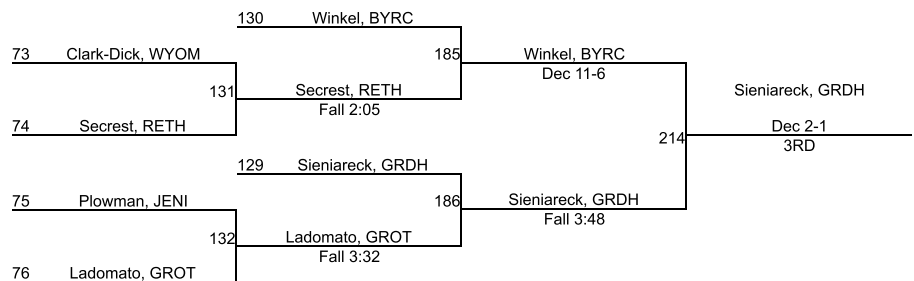 130 Winkel, BYRC
73 Clark-Dick, WYOM
185 Winkel, BYRC
Dec 11-6
131 Secrest, RETH
Fall 2:05
Sieniareck, GRDH
74 Secrest, RETH
214 Dec 2-1
3RD
129 Sieniareck, GRDH
75 Plowman, JENI
186 Sieniareck, GRDH
Fall 3:48
132 Ladomato, GROT
Fall 3:32
76 Ladomato, GROT